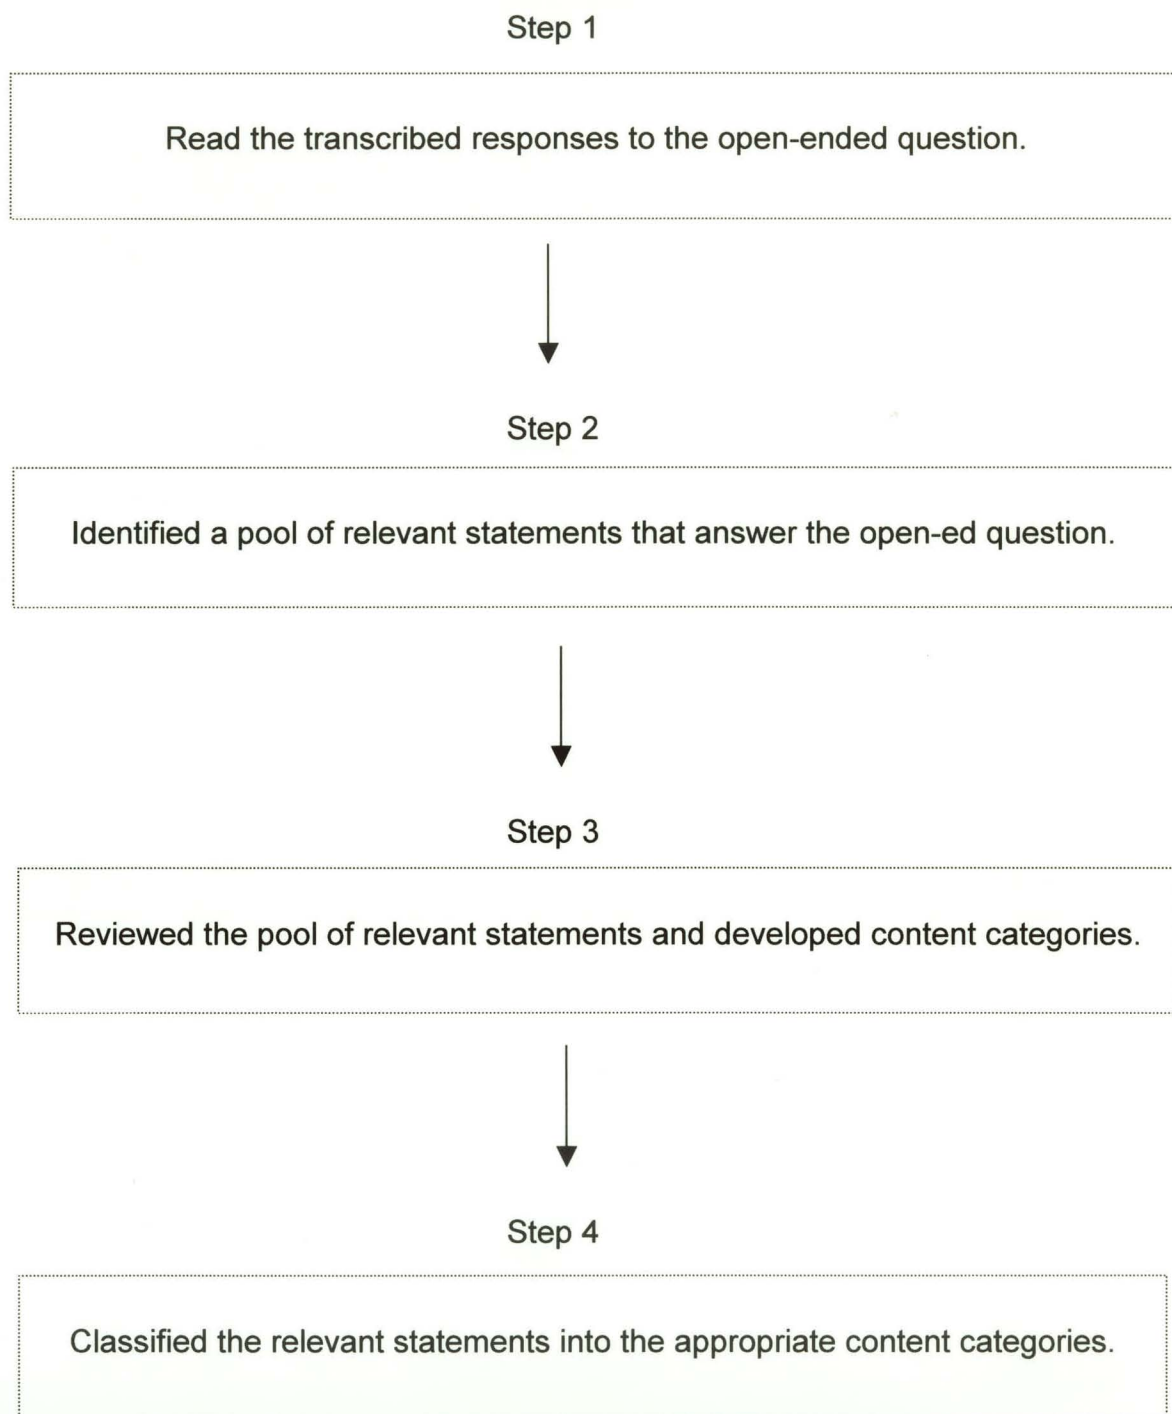 Step 1
Read the transcribed responses to the open-ended question.
Step 2
Identified a pool of relevant statements that answer the open-ed question.
Step 3
Reviewed the pool of relevant statements and developed content categories.
Step 4
Classified the relevant statements into the appropriate content categories.